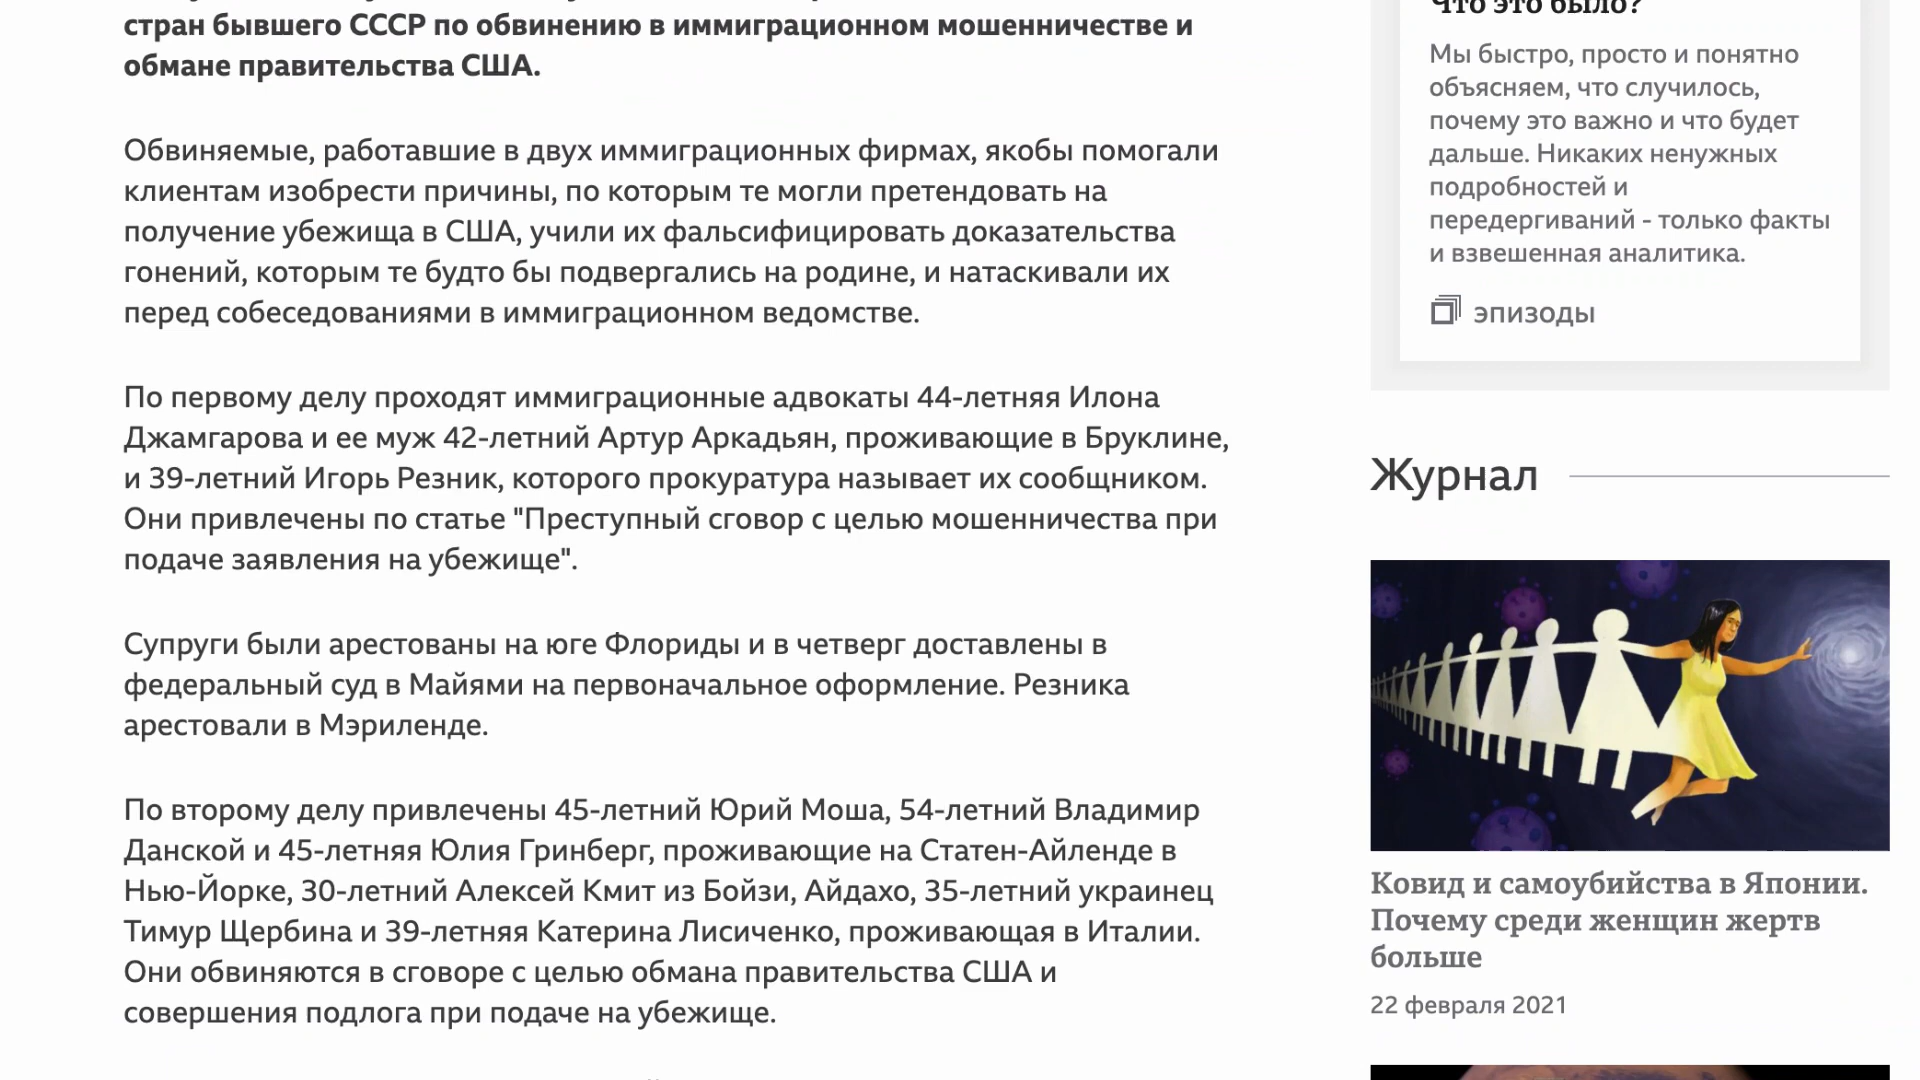 стран бывшего СССР по обвинению в иммиграционном мошенничестве и
обмане правительства США.
Обвиняемые, работавшие в двух иммиграционных фирмах, якобы помогали
клиентам изобрести причины, по которым те могли претендовать на
получение убежища в США, учили их фальсифицировать доказательства
гонений, которым те будто бы подвергались на родине, и натаскивали их
перед собеседованиями в иммиграционном ведомстве.
По первому делу проходят иммиграционные адвокаты 44-летняя Илона
Джамгарова и ее муж 42-летний Артур Аркадьян, проживающие в Бруклине,
и 39-летний Игорь Резник, которого прокуратура называет их сообщником.
Они привлечены по статье "Преступный сговор с целью мошенничества при
подаче заявления на убежище".
Супруги были арестованы на юге Флориды и в четверг доставлены в
федеральный суд в Майями на первоначальное оформление. Резника
арестовали в Мэриленде.
По второму делу привлечены 45-летний Юрий Моша, 54-летний Владимир
Данской и 45-летняя Юлия Гринберг, проживающие на Статен-Айленде в
Нью-Йорке, 30-летний Алексей Кмит из Бойзи, Айдахо, 35-летний украинец
Тимур Щербина и 39-летняя Катерина Лисиченко, проживающая в Италии.
Они обвиняются в сговоре с целью обмана правительства США и
совершения подлога при подаче на убежище.
Что это было?
Мы быстро, просто и понятно
объясняем, что случилось,
почему это важно и что будет
дальше. Никаких ненужных
подробностей и
передергиваний - только факты
и взвешенная аналитика.
эпизоды
Журнал
Ковид и самоубийства в Японии.
Почему среди женщин жертв
больше
22 февраля 2021